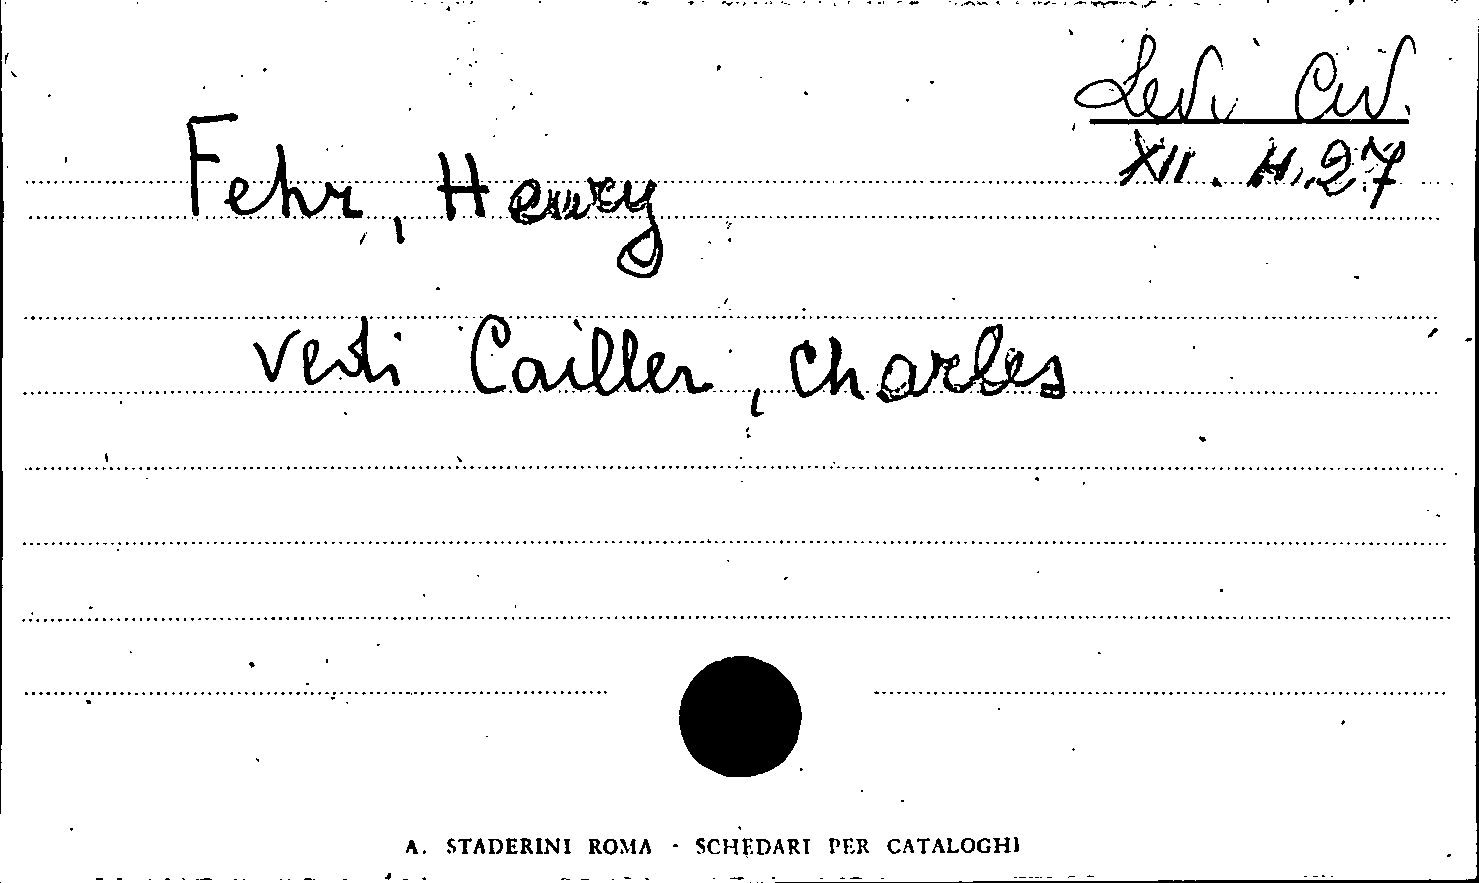 Levi Civ.
XII. H.27
Fehr, Henry
vedi Cailler, Charles
A. STADERINI ROMA - SCHEDARI PER CATALOGHI